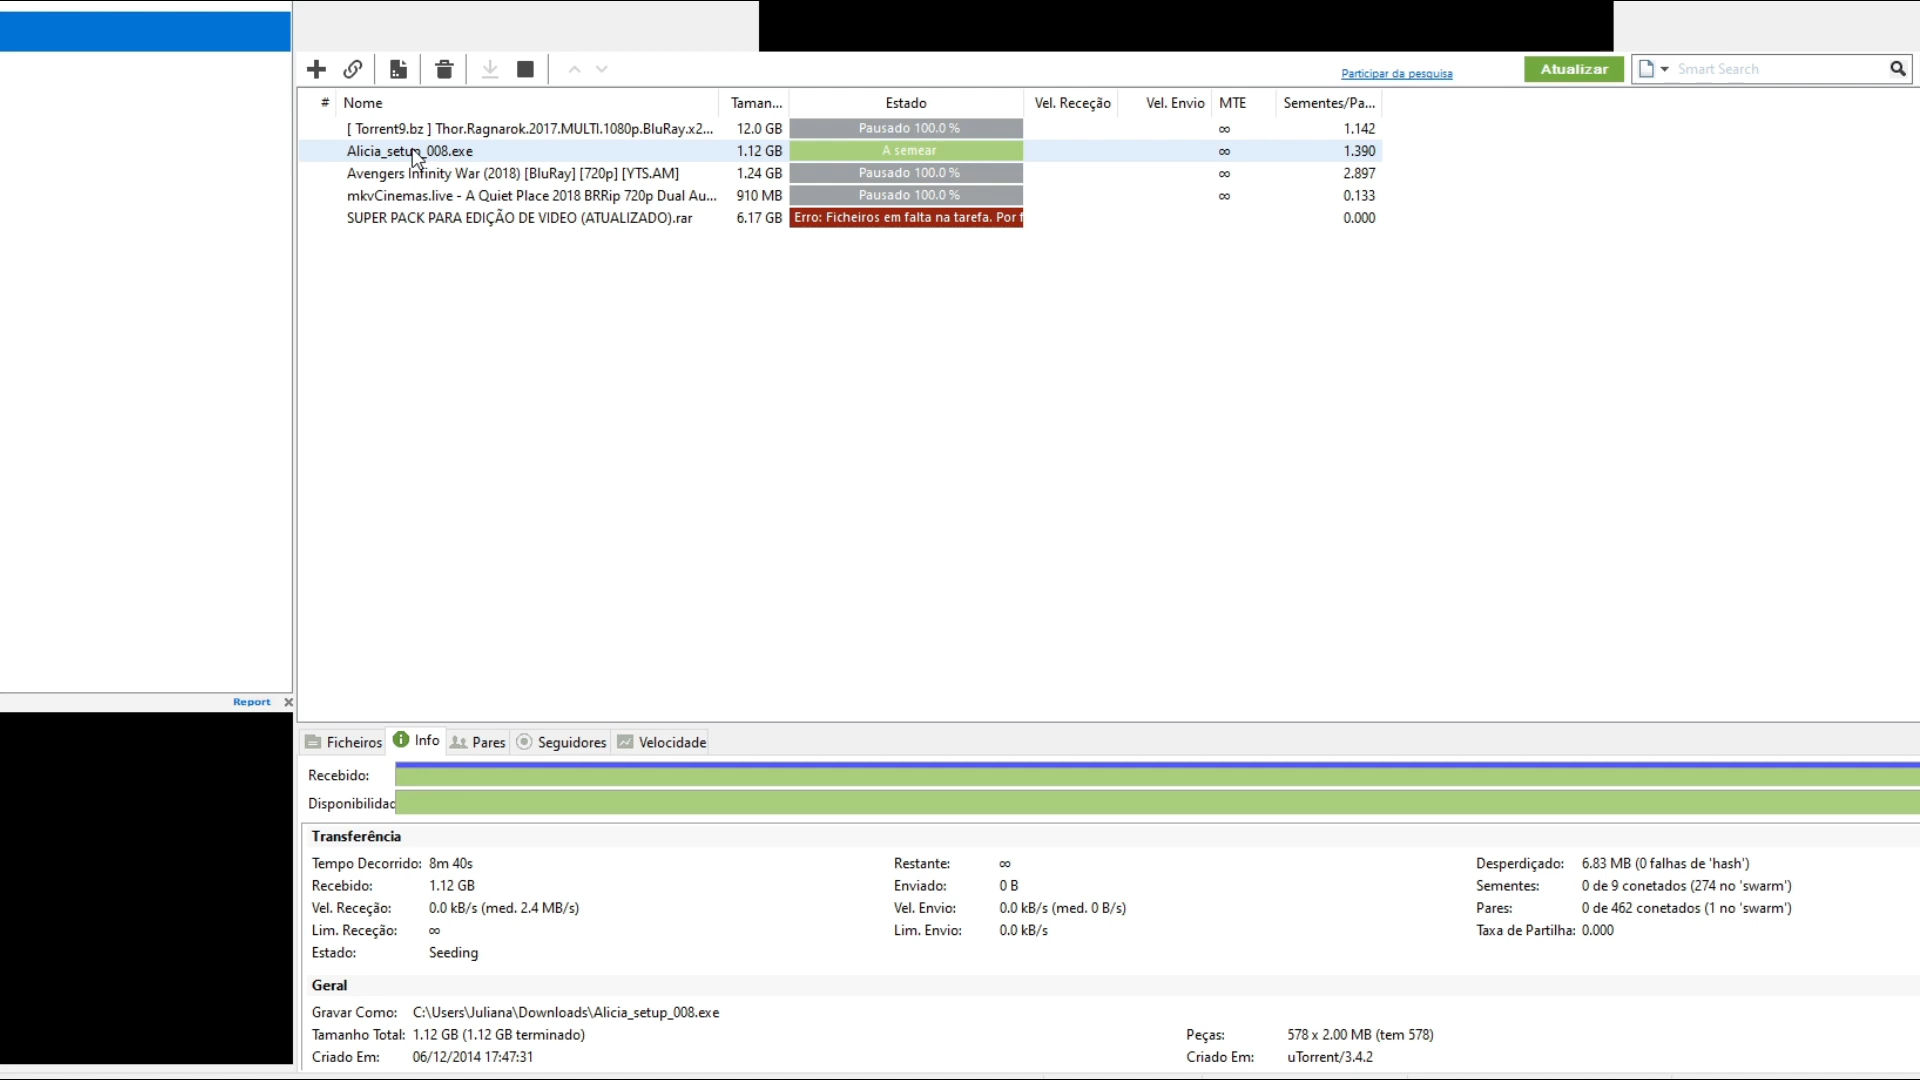 Participar da pesquisa Atualizar Smart Search
# Nome Taman... Estado Vel. Receção Vel. Envio MTE Sementes/Pa...
[ Torrent9.bz ] Thor.Ragnarok.2017.MULTI.1080p.BluRay.x2... 12.0 GB Pausado 100.0 % ∞ 1.142
Alicia_setup_008.exe 1.12 GB A semear ∞ 1.390
Avengers Infinity War (2018) [BluRay] [720p] [YTS.AM] 1.24 GB Pausado 100.0 % ∞ 2.897
mkvCinemas.live - A Quiet Place 2018 BRRip 720p Dual Au... 910 MB Pausado 100.0 % ∞ 0.133
SUPER PACK PARA EDIÇÃO DE VIDEO (ATUALIZADO).rar 6.17 GB Erro: Ficheiros em falta na tarefa. Por f 0.000
Report
Ficheiros Info Pares Seguidores Velocidade
Recebido:
Disponibilidad
Transferência
Tempo Decorrido: 8m 40s Restante: ∞ Desperdiçado: 6.83 MB (0 falhas de 'hash')
Recebido: 1.12 GB Enviado: 0 B Sementes: 0 de 9 conetados (274 no 'swarm')
Vel. Receção: 0.0 kB/s (med. 2.4 MB/s) Vel. Envio: 0.0 kB/s (med. 0 B/s) Pares: 0 de 462 conetados (1 no 'swarm')
Lim. Receção: ∞ Lim. Envio: 0.0 kB/s Taxa de Partilha: 0.000
Estado: Seeding
Geral
Gravar Como: C:\Users\Juliana\Downloads\Alicia_setup_008.exe
Tamanho Total: 1.12 GB (1.12 GB terminado) Peças: 578 x 2.00 MB (tem 578)
Criado Em: 06/12/2014 17:47:31 Criado Em: uTorrent/3.4.2